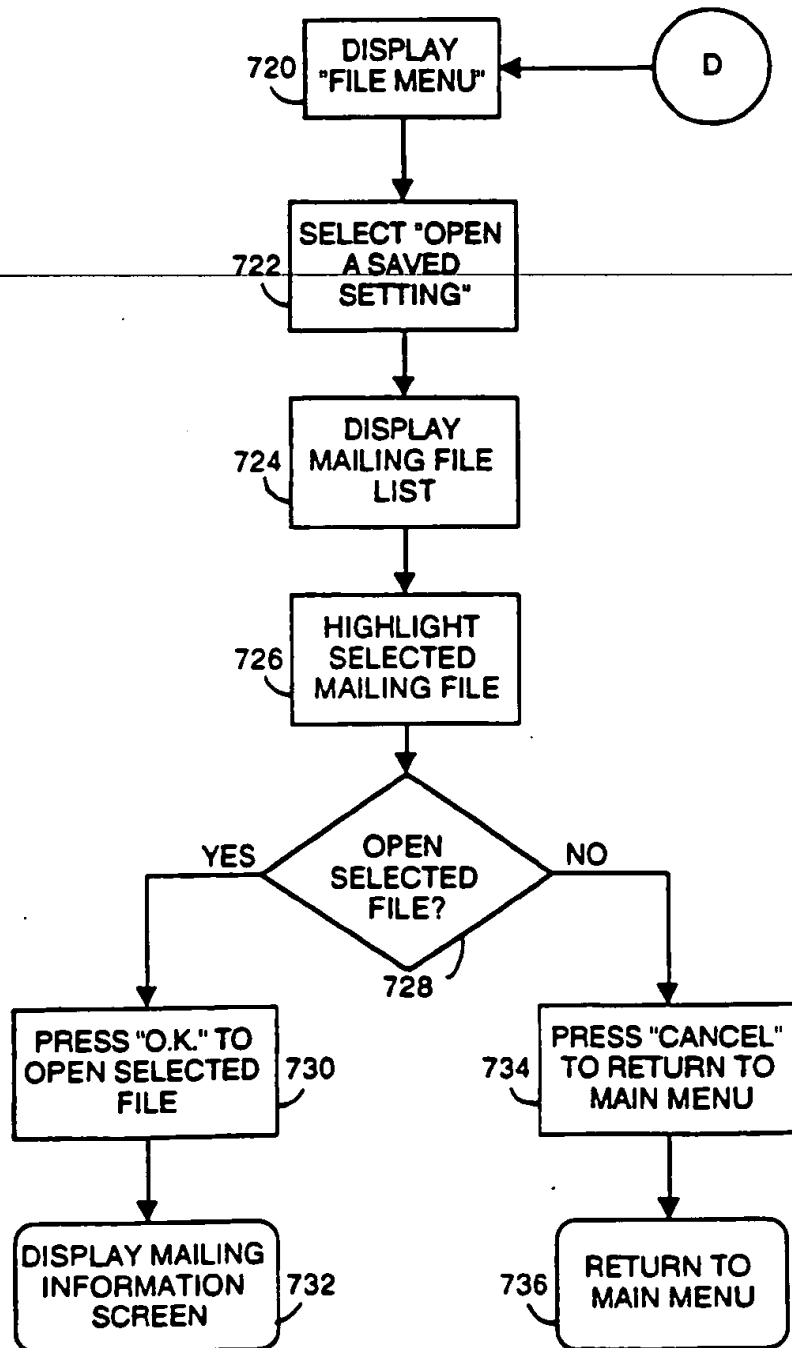 DISPLAY
"FILE MENU"
720
D
SELECT "OPEN
A SAVED
SETTING"
722
DISPLAY
MAILING FILE
LIST
724
HIGHLIGHT
SELECTED
MAILING FILE
726
YES
OPEN
SELECTED
FILE?
NO
728
PRESS "O.K." TO
OPEN SELECTED
FILE
730
734
PRESS "CANCEL"
TO RETURN TO
MAIN MENU
DISPLAY MAILING
INFORMATION
SCREEN
732
736
RETURN TO
MAIN MENU